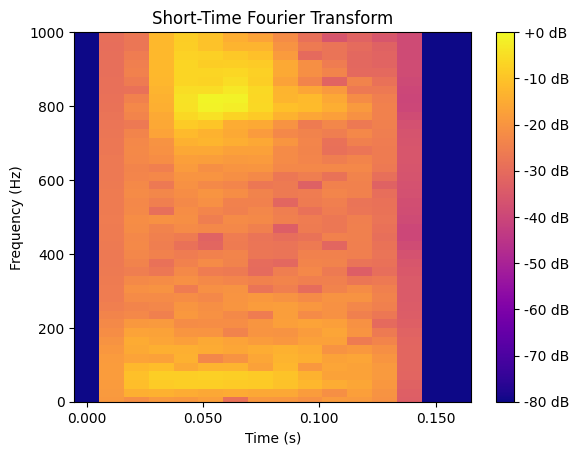 Short-Time Fourier Transform
1000
800
600
400
200
0
Frequency (Hz)
0.000
0.050
0.100
0.150
Time (s)
+0 dB
-10 dB
-20 dB
-30 dB
-40 dB
-50 dB
-60 dB
-70 dB
-80 dB